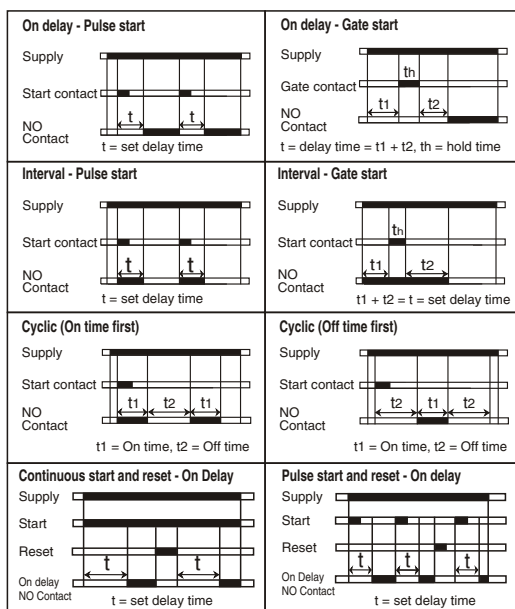 On delay - Pulse start
Supply
Start contact
t
t
NO
Contact
t = set delay time
On delay - Gate start
Supply
th
Gate contact
t1
t2
NO
Contact
t = delay time = t1 + t2, th = hold time
Interval - Pulse start
Supply
Start contact
t
t
NO
Contact
t = set delay time
Interval - Gate start
Supply
th
Start contact
t1
t2
NO
Contact
t1 + t2 = t = set delay time
Cyclic (On time first)
Supply
Start contact
t1
t2
t1
NO
Contact
t1 = On time, t2 = Off time
Cyclic (Off time first)
Supply
Start contact
t2
t1
t2
NO
Contact
t1 = On time, t2 = Off time
Continuous start and reset - On Delay
Supply
Start
Reset
t
t
On delay
NO Contact
t = set delay time
Pulse start and reset - On delay
Supply
Start
Reset
t
t
t
On Delay
NO Contact
t = set delay time